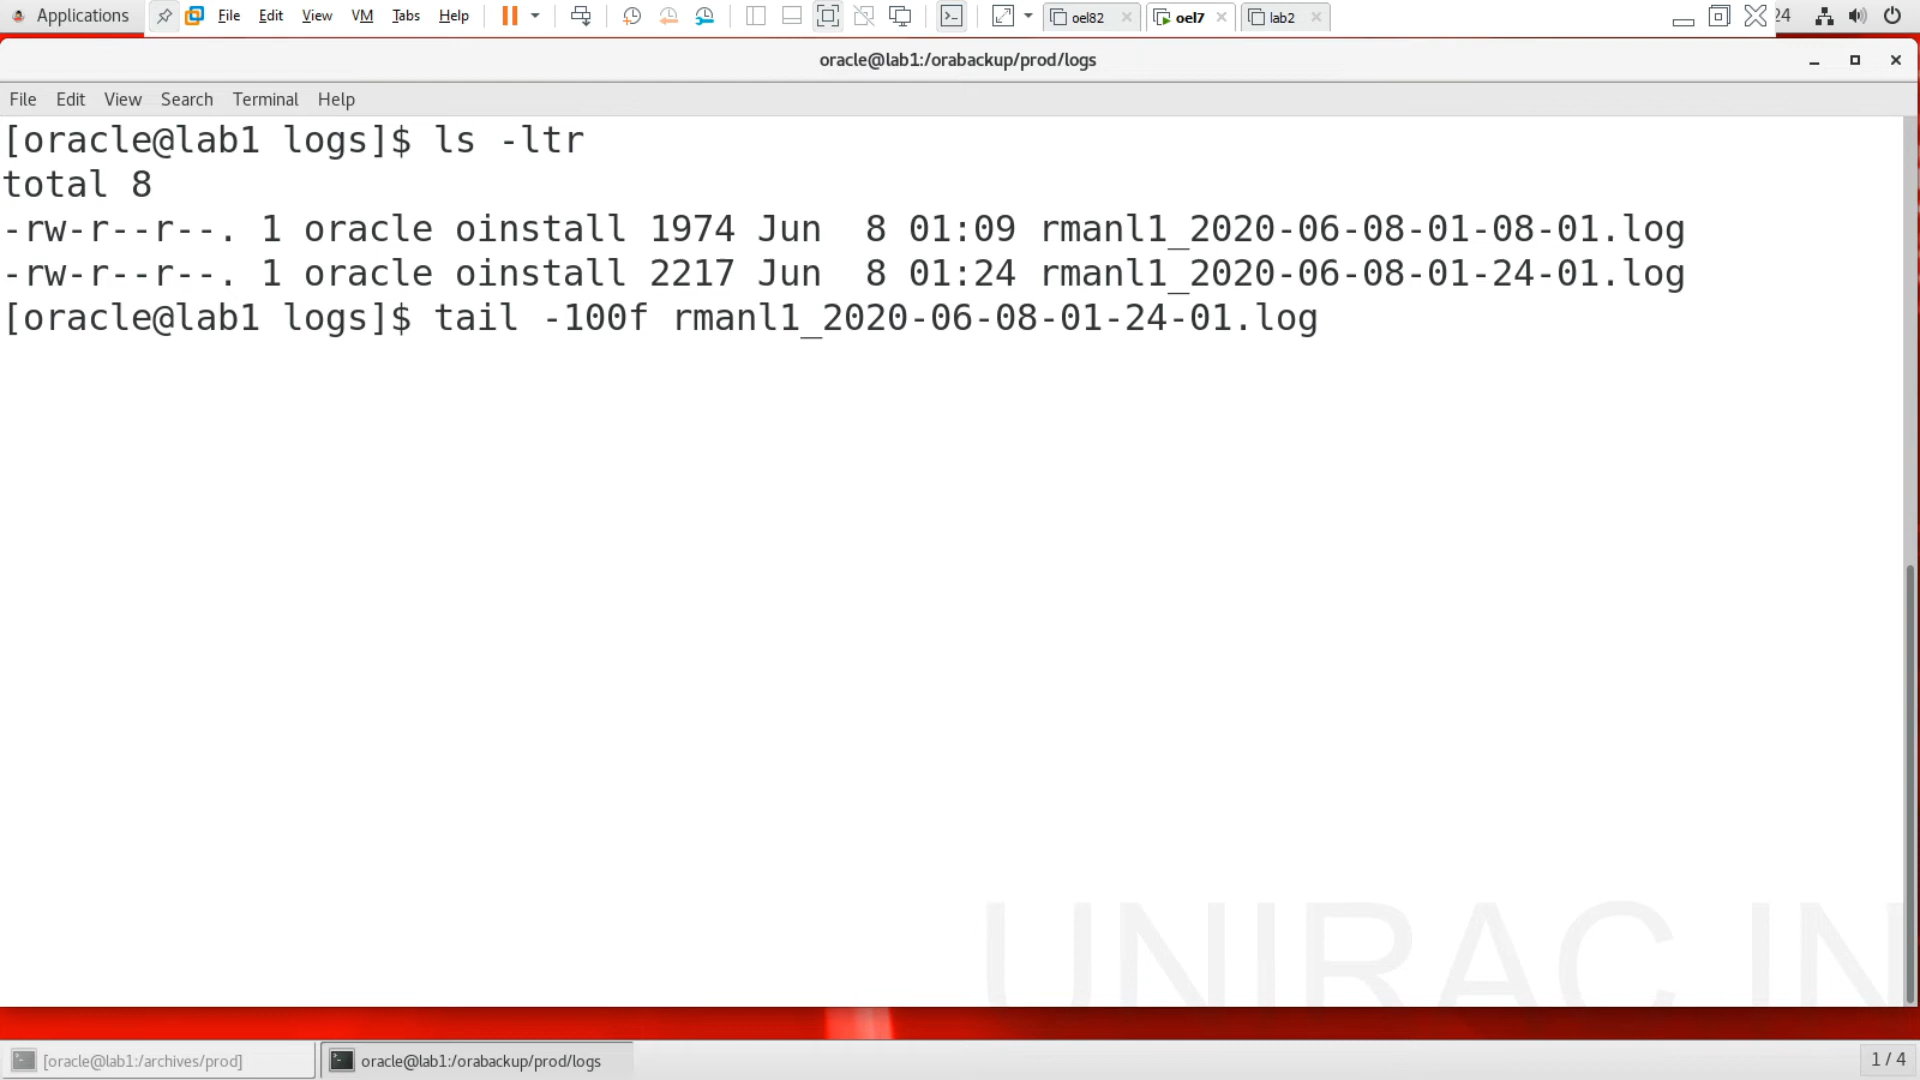 Applications File Edit View VM Tabs Help oel82 oel7 lab2 24
oracle@lab1:/orabackup/prod/logs
File Edit View Search Terminal Help
[oracle@lab1 logs]$ ls -ltr
total 8
-rw-r--r--. 1 oracle oinstall 1974 Jun  8 01:09 rmanl1_2020-06-08-01-08-01.log
-rw-r--r--. 1 oracle oinstall 2217 Jun  8 01:24 rmanl1_2020-06-08-01-24-01.log
[oracle@lab1 logs]$ tail -100f rmanl1_2020-06-08-01-24-01.log
UNIRAC IN
[oracle@lab1:/archives/prod] oracle@lab1:/orabackup/prod/logs 1 / 4